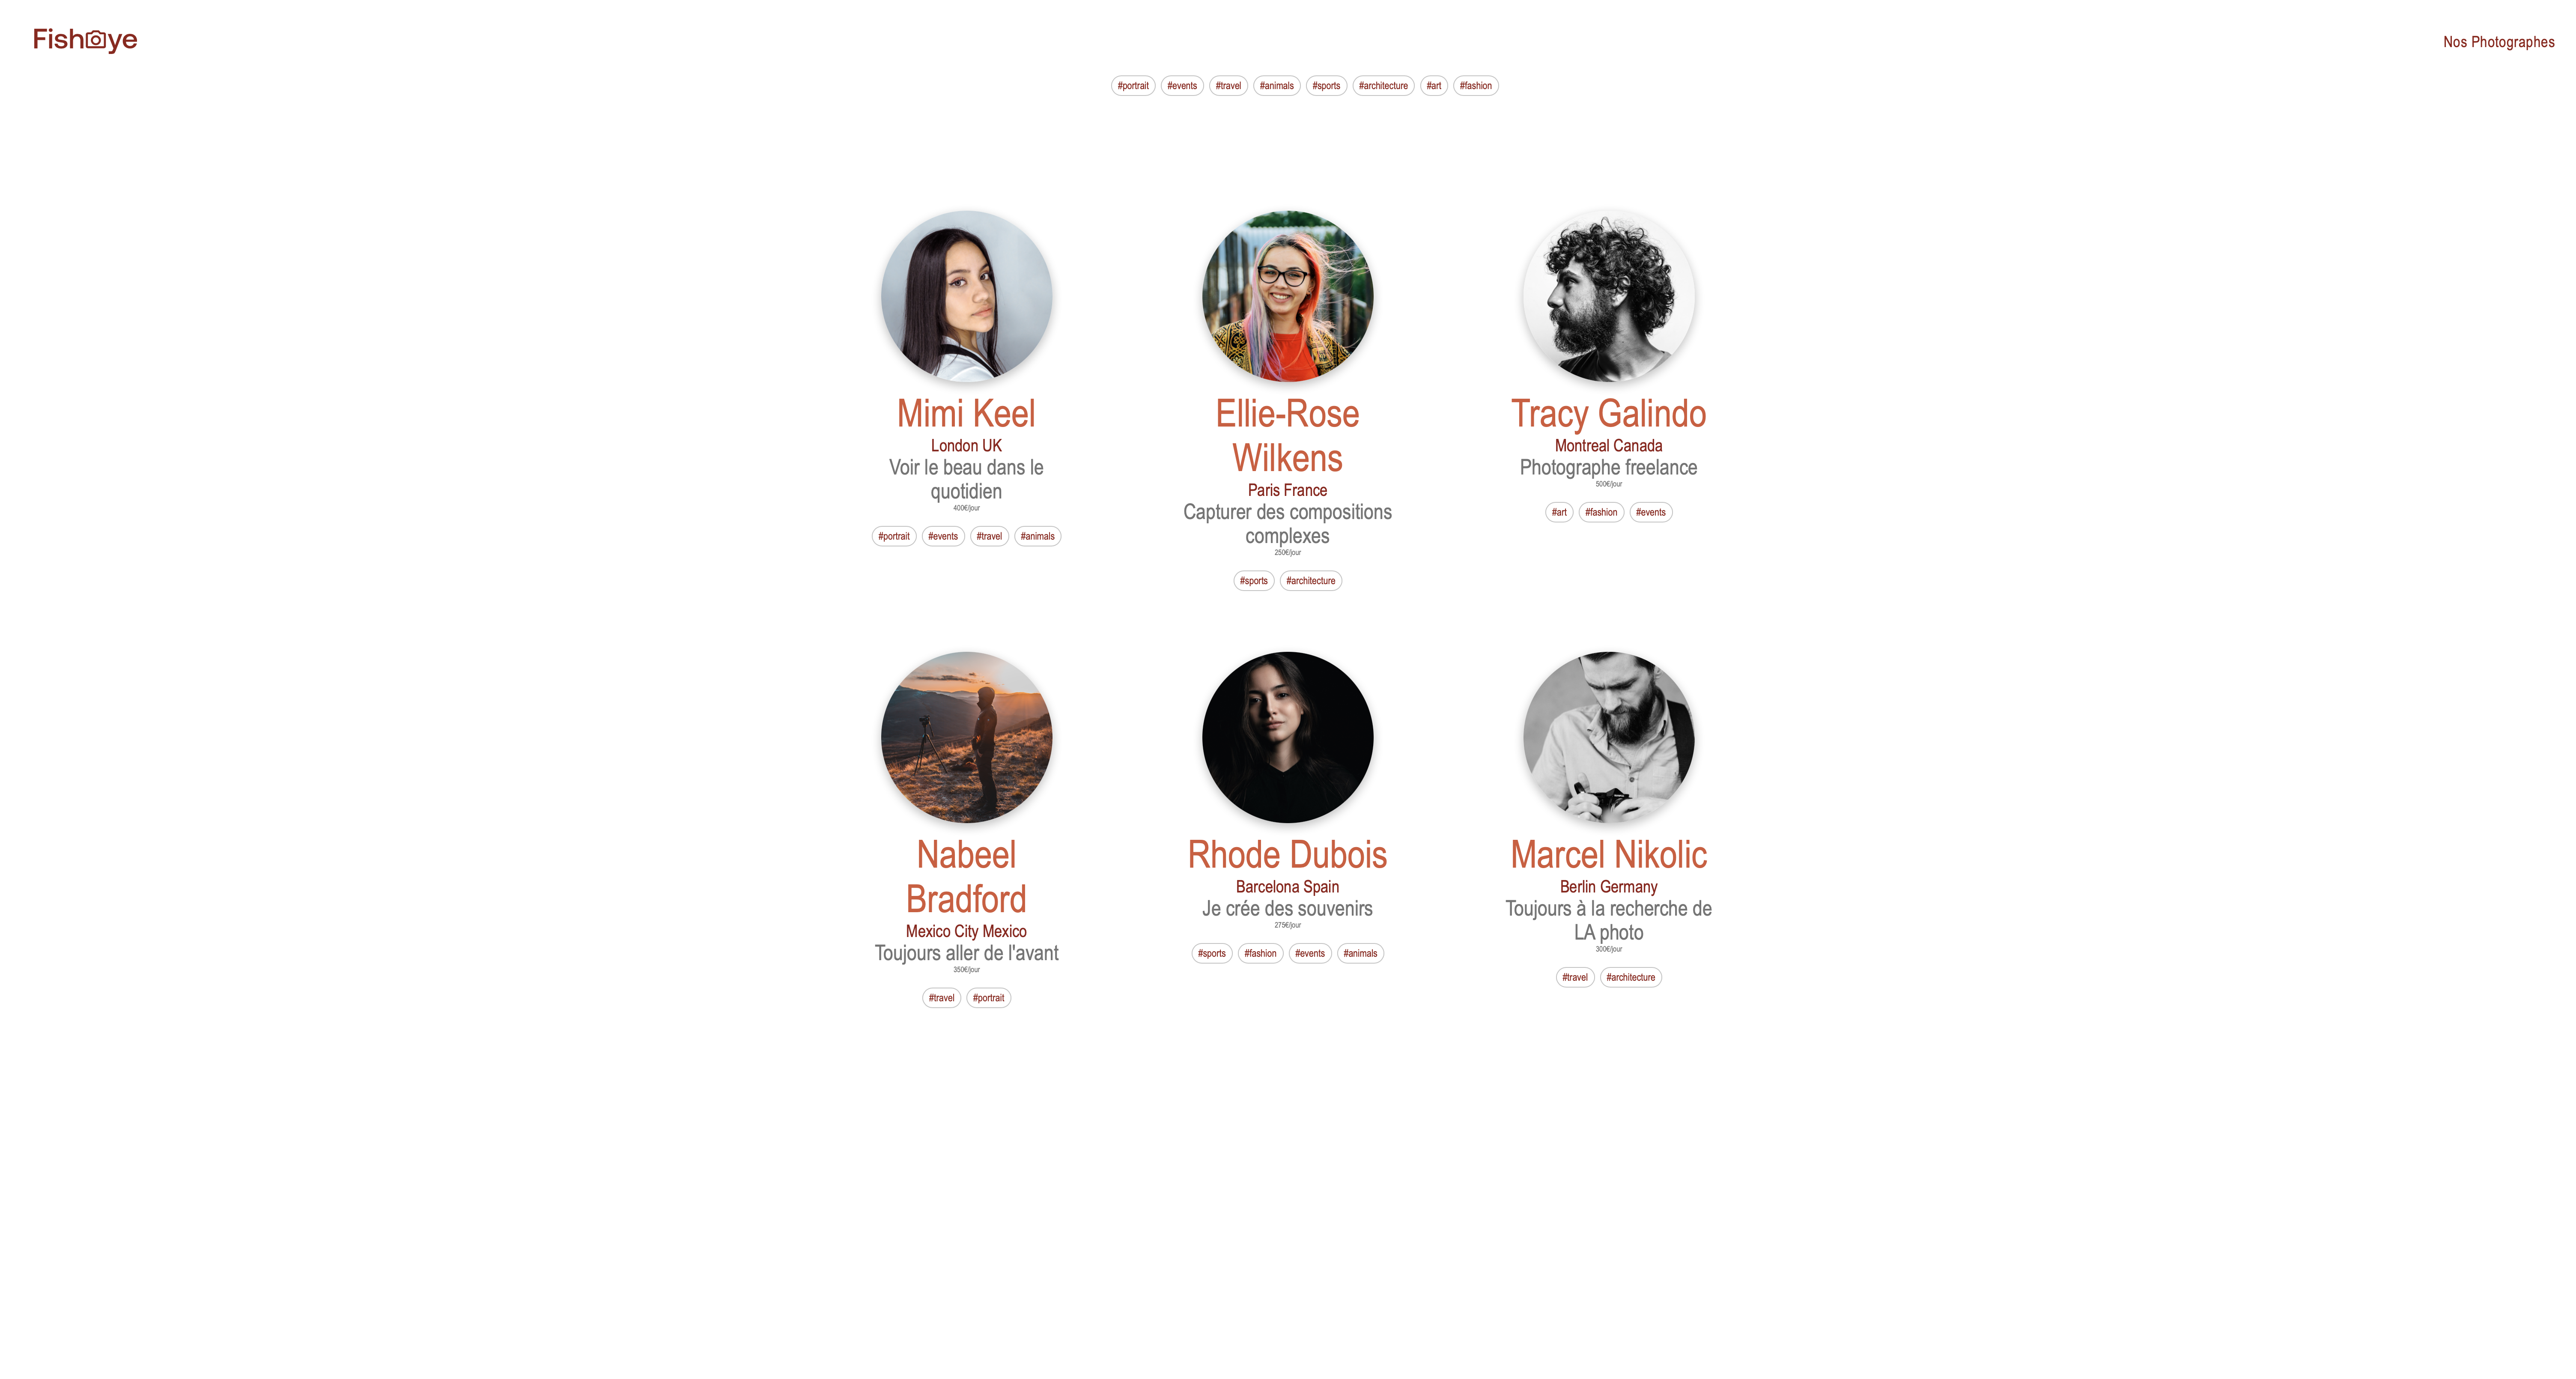 Fisheye
Nos Photographes
#portrait #events #travel #animals #sports #architecture #art #fashion
Mimi Keel
London UK
Voir le beau dans le
quotidien
400€/jour
#portrait #events #travel #animals
Ellie-Rose
Wilkens
Paris France
Capturer des compositions
complexes
250€/jour
#sports #architecture
Tracy Galindo
Montreal Canada
Photographe freelance
500€/jour
#art #fashion #events
Nabeel
Bradford
Mexico City Mexico
Toujours aller de l'avant
350€/jour
#travel #portrait
Rhode Dubois
Barcelona Spain
Je crée des souvenirs
275€/jour
#sports #fashion #events #animals
Marcel Nikolic
Berlin Germany
Toujours à la recherche de
LA photo
300€/jour
#travel #architecture